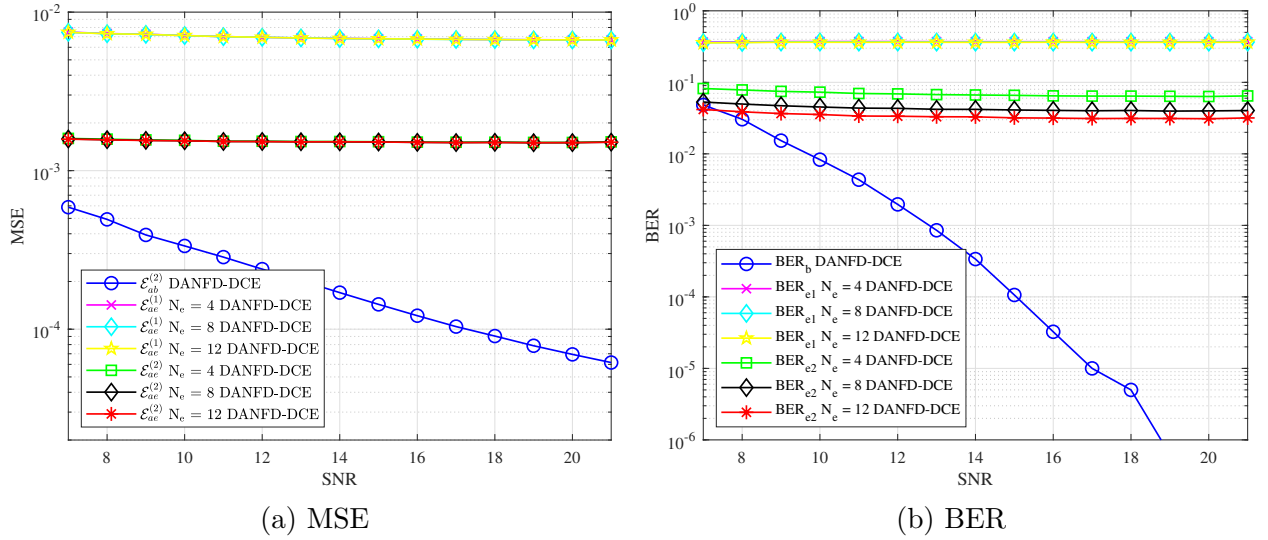 10^-2
10^-3
10^-4
MSE
8
10
12
14
16
18
20
SNR
ℰ_ab^(2) DANFD-DCE
ℰ_ae^(1) N_e = 4 DANFD-DCE
ℰ_ae^(1) N_e = 8 DANFD-DCE
ℰ_ae^(1) N_e = 12 DANFD-DCE
ℰ_ae^(2) N_e = 4 DANFD-DCE
ℰ_ae^(2) N_e = 8 DANFD-DCE
ℰ_ae^(2) N_e = 12 DANFD-DCE
(a) MSE
10^0
10^-1
10^-2
10^-3
10^-4
10^-5
10^-6
BER
8
10
12
14
16
18
20
SNR
BER_b DANFD-DCE
BER_e1 N_e = 4 DANFD-DCE
BER_e1 N_e = 8 DANFD-DCE
BER_e1 N_e = 12 DANFD-DCE
BER_e2 N_e = 4 DANFD-DCE
BER_e2 N_e = 8 DANFD-DCE
BER_e2 N_e = 12 DANFD-DCE
(b) BER